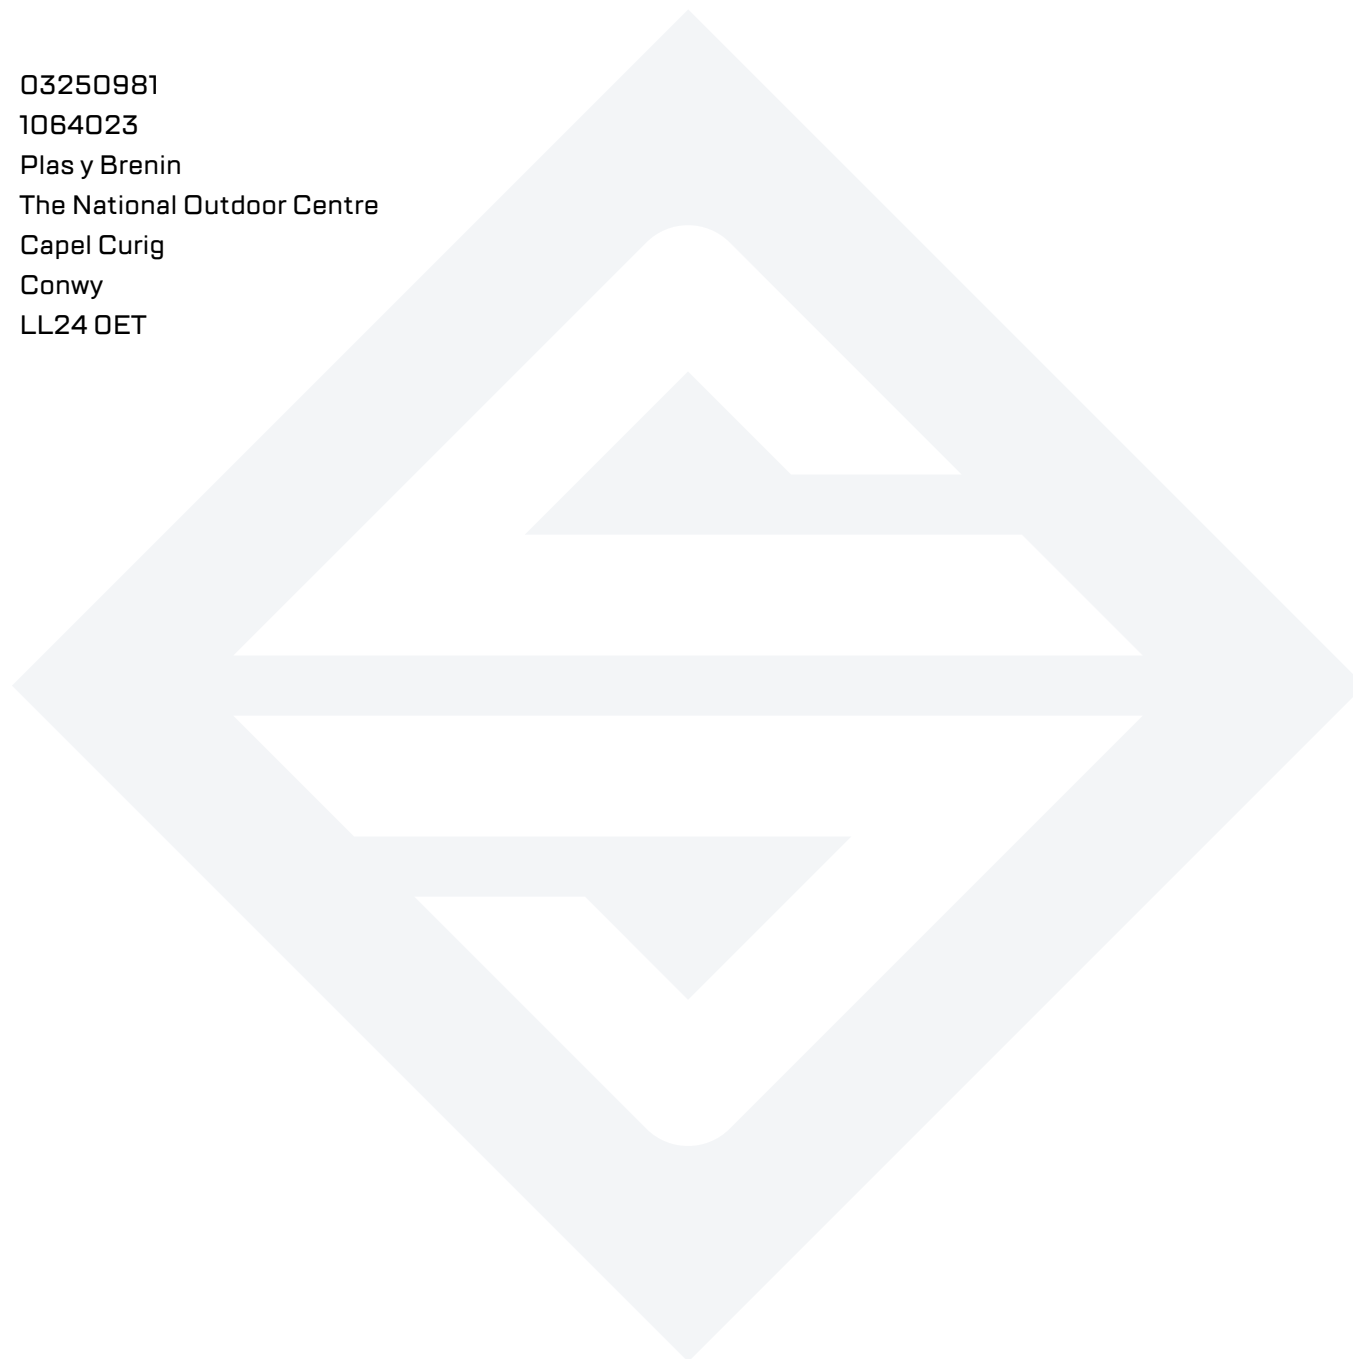 03250981
1064023
Plas y Brenin
The National Outdoor Centre
Capel Curig
Conwy
LL24 0ET